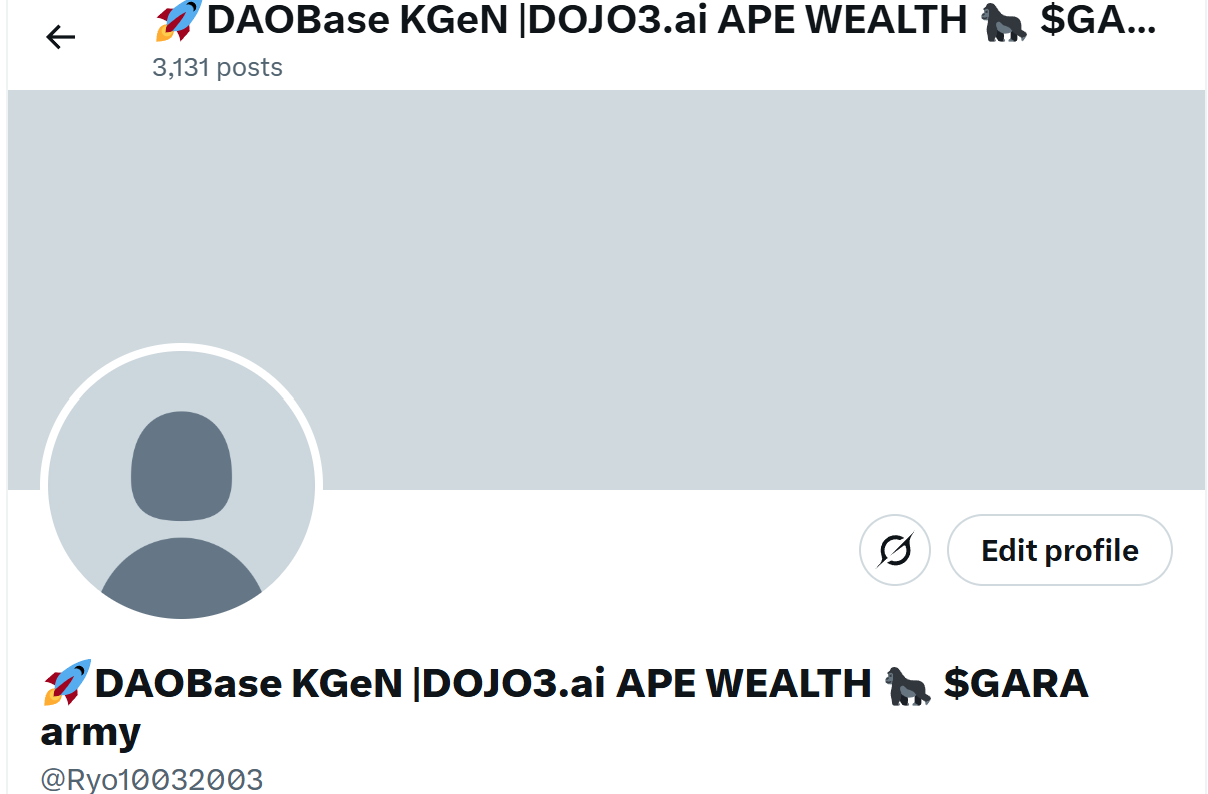 🚀DAOBase KGeN |DOJO3.ai APE WEALTH 🦍 $GA...
3,131 posts
Edit profile
🚀DAOBase KGeN |DOJO3.ai APE WEALTH 🦍 $GARA
army
@Ryo10032003